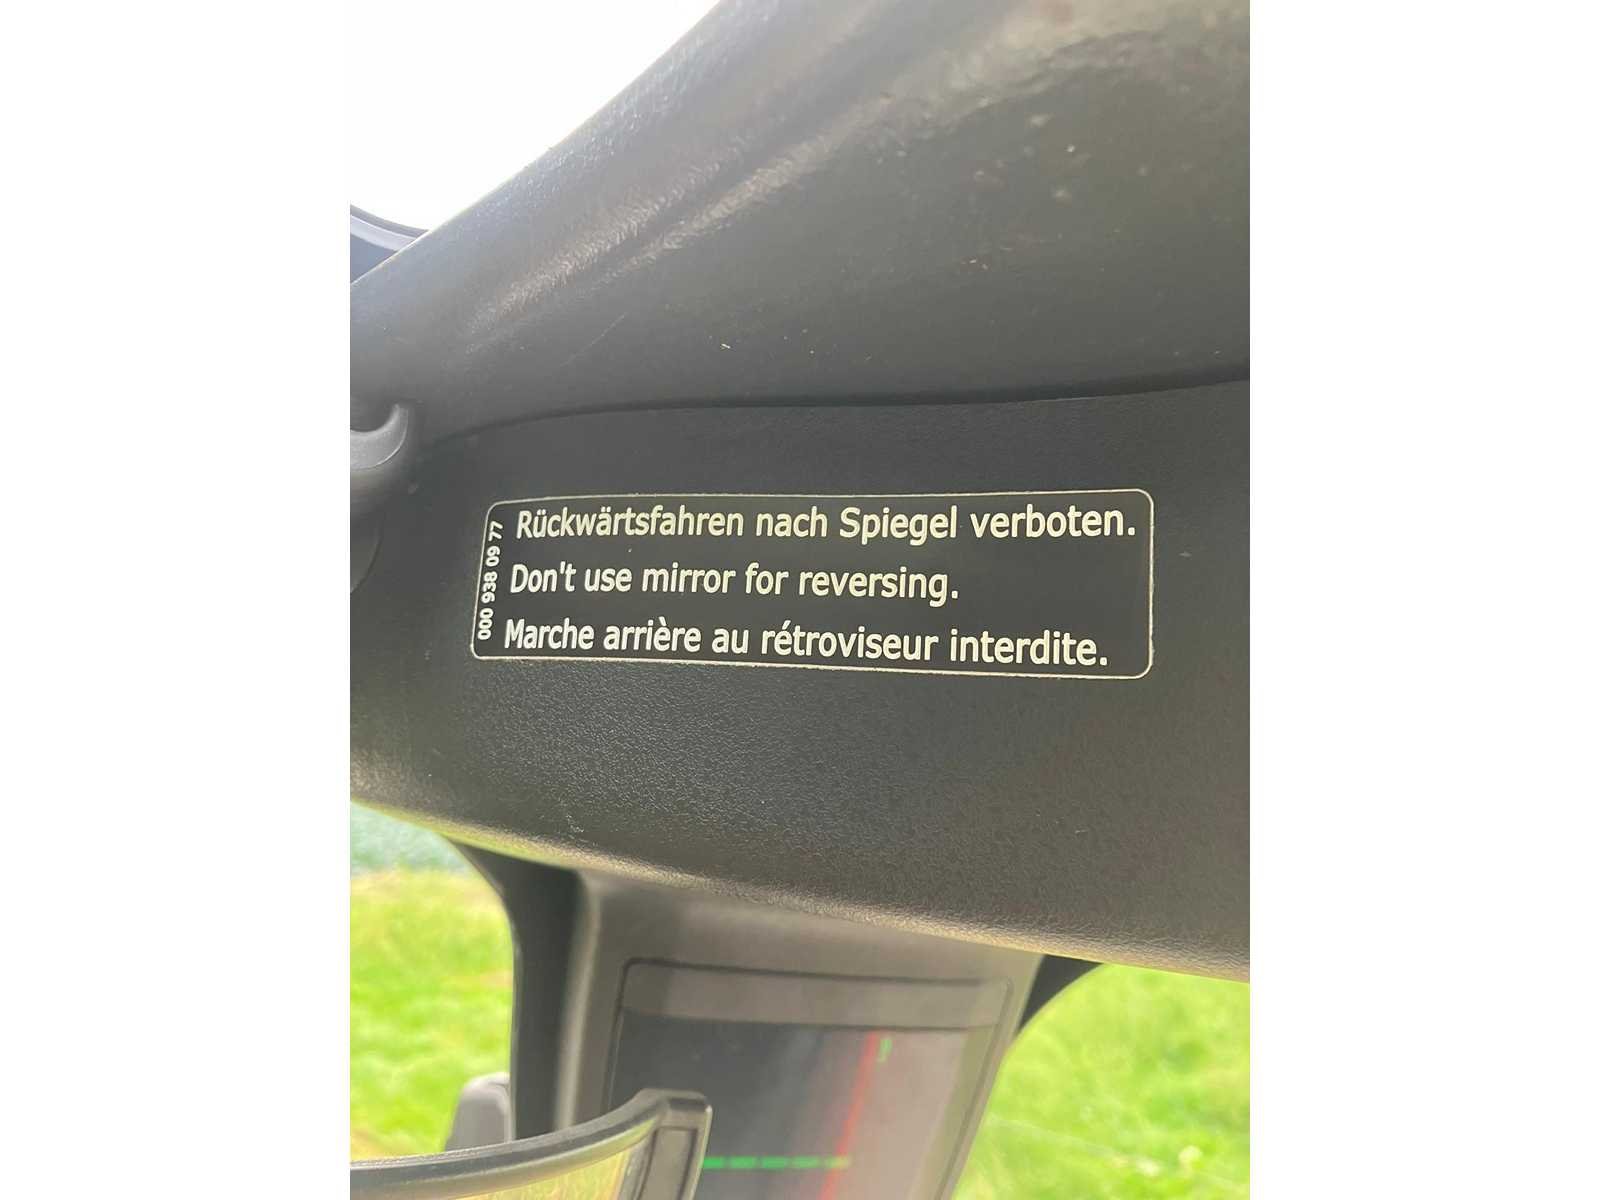 Rückwärtsfahren nach Spiegel verboten.
Don't use mirror for reversing.
Marche arrière au rétroviseur interdite.
000 938 09 77